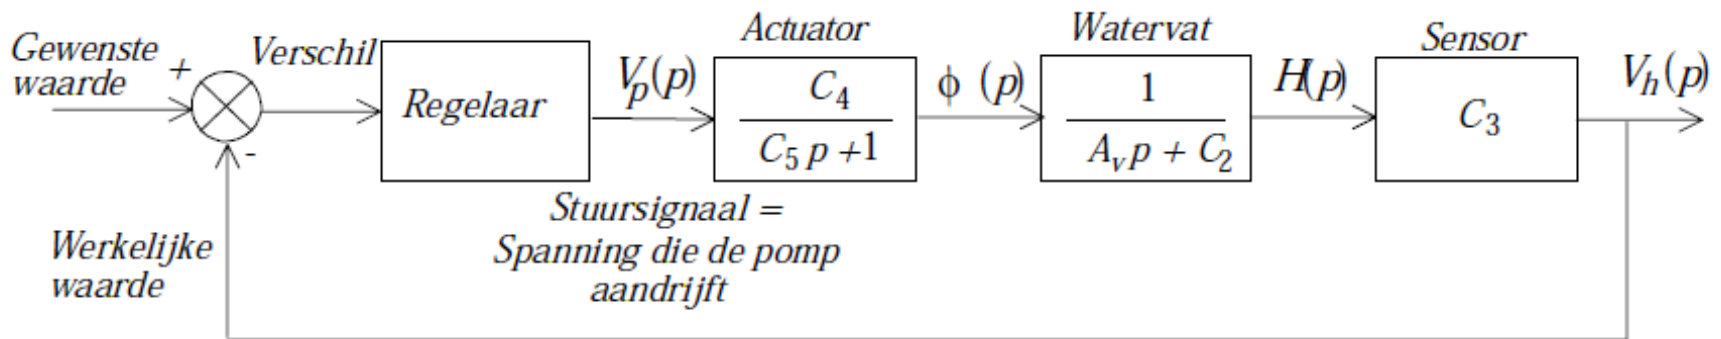 Gewenste
waarde
+
-
Verschil
Regelaar
V_p(p)
Actuator
C_4
C_5 p + 1
ϕ (p)
Watervat
1
A_v p + C_2
H(p)
Sensor
C_3
V_h(p)
Stuursignaal =
Spanning die de pomp
aandrijft
Werkelijke
waarde